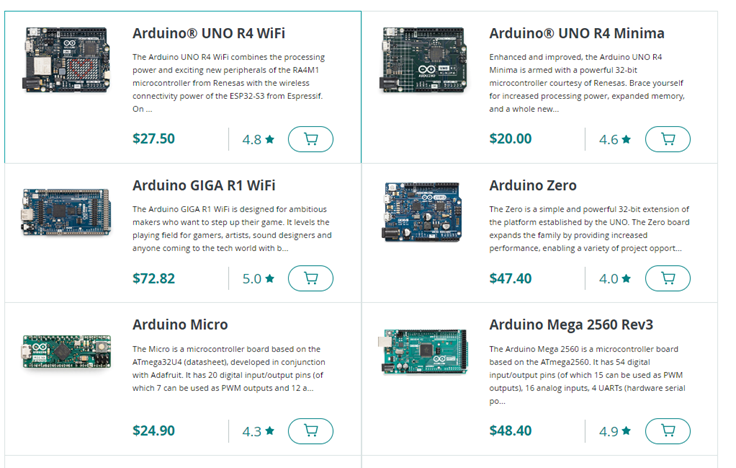 Arduino® UNO R4 WiFi
The Arduino UNO R4 WiFi combines the processing
power and exciting new peripherals of the RA4M1
microcontroller from Renesas with the wireless
connectivity power of the ESP32-S3 from Espressif.
On ...
$27.50
4.8
Arduino® UNO R4 Minima
Enhanced and improved, the Arduino UNO R4
Minima is armed with a powerful 32-bit
microcontroller courtesy of Renesas. Brace yourself
for increased processing power, expanded memory,
and a whole new...
$20.00
4.6
Arduino GIGA R1 WiFi
The Arduino GIGA R1 WiFi is designed for ambitious
makers who want to step up their game. It levels the
playing field for gamers, artists, sound designers and
anyone coming to the tech world with b...
$72.82
5.0
Arduino Zero
The Zero is a simple and powerful 32-bit extension of
the platform established by the UNO. The Zero board
expands the family by providing increased
performance, enabling a variety of project opport...
$47.40
4.0
Arduino Micro
The Micro is a microcontroller board based on the
ATmega32U4 (datasheet), developed in conjunction
with Adafruit. It has 20 digital input/output pins (of
which 7 can be used as PWM outputs and 12 a...
$24.90
4.3
Arduino Mega 2560 Rev3
The Arduino Mega 2560 is a microcontroller board
based on the ATmega2560. It has 54 digital
input/output pins (of which 15 can be used as PWM
outputs), 16 analog inputs, 4 UARTs (hardware serial
po...
$48.40
4.9